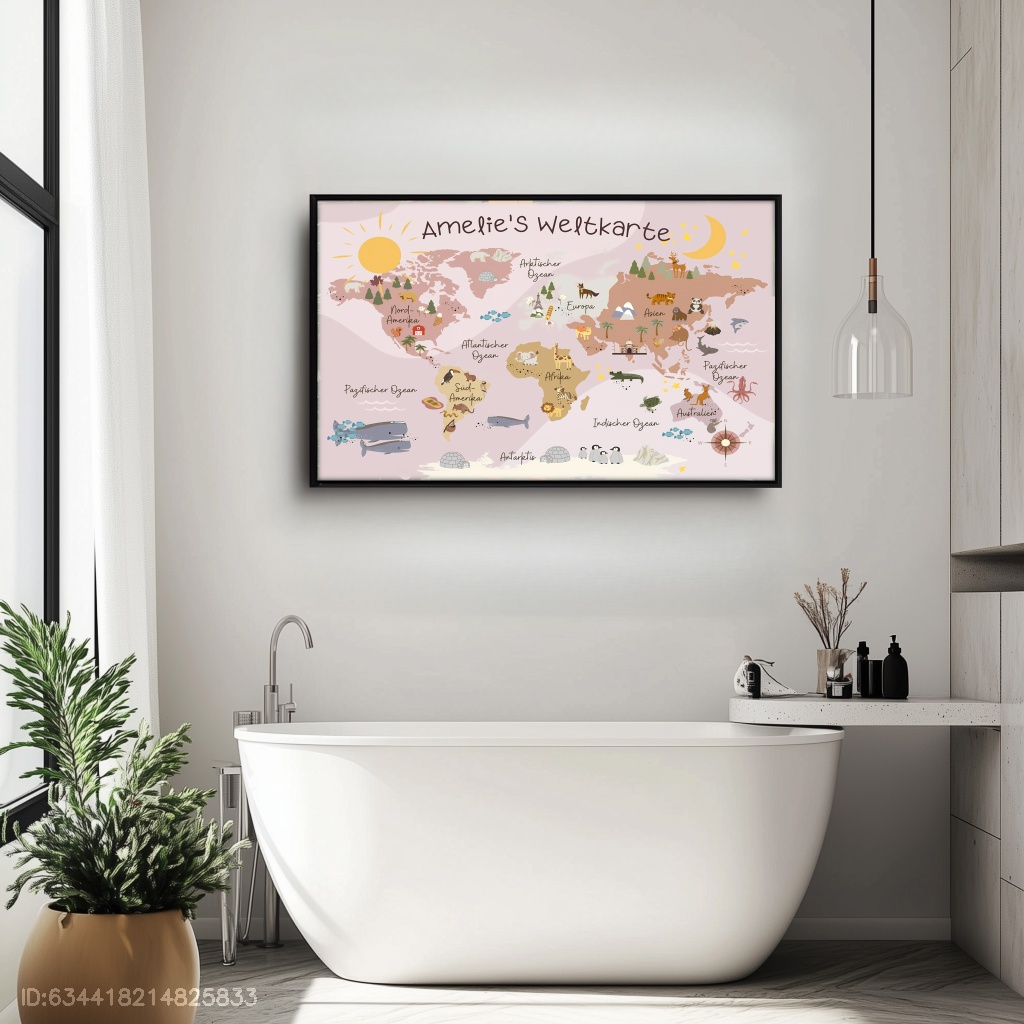 Amelie's Weltkarte
Arktischer
Ozean
Nord-
Amerika
Europa
Asien
Atlantischer
Ozean
Pazifischer
Ozean
Afrika
Pazifischer Ozean
Süd-
Amerika
Australien
Indischer Ozean
Antarktis
ID:634418214825833